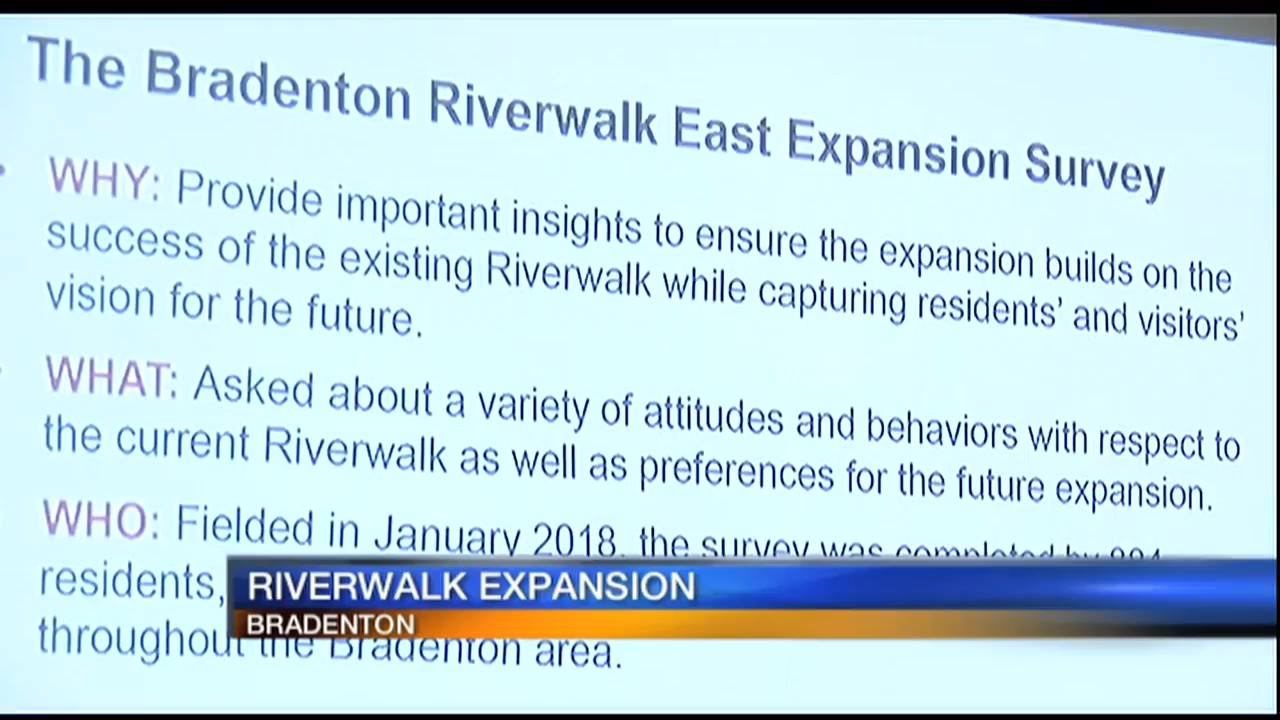 The Bradenton Riverwalk East Expansion Survey
WHY: Provide important insights to ensure the expansion builds on the
success of the existing Riverwalk while capturing residents' and visitors'
vision for the future.
WHAT: Asked about a variety of attitudes and behaviors with respect to
the current Riverwalk as well as preferences for the future expansion.
WHO: Fielded in January 2018, the survey was completed by
residents,
throughout the Bradenton area.
RIVERWALK EXPANSION
BRADENTON